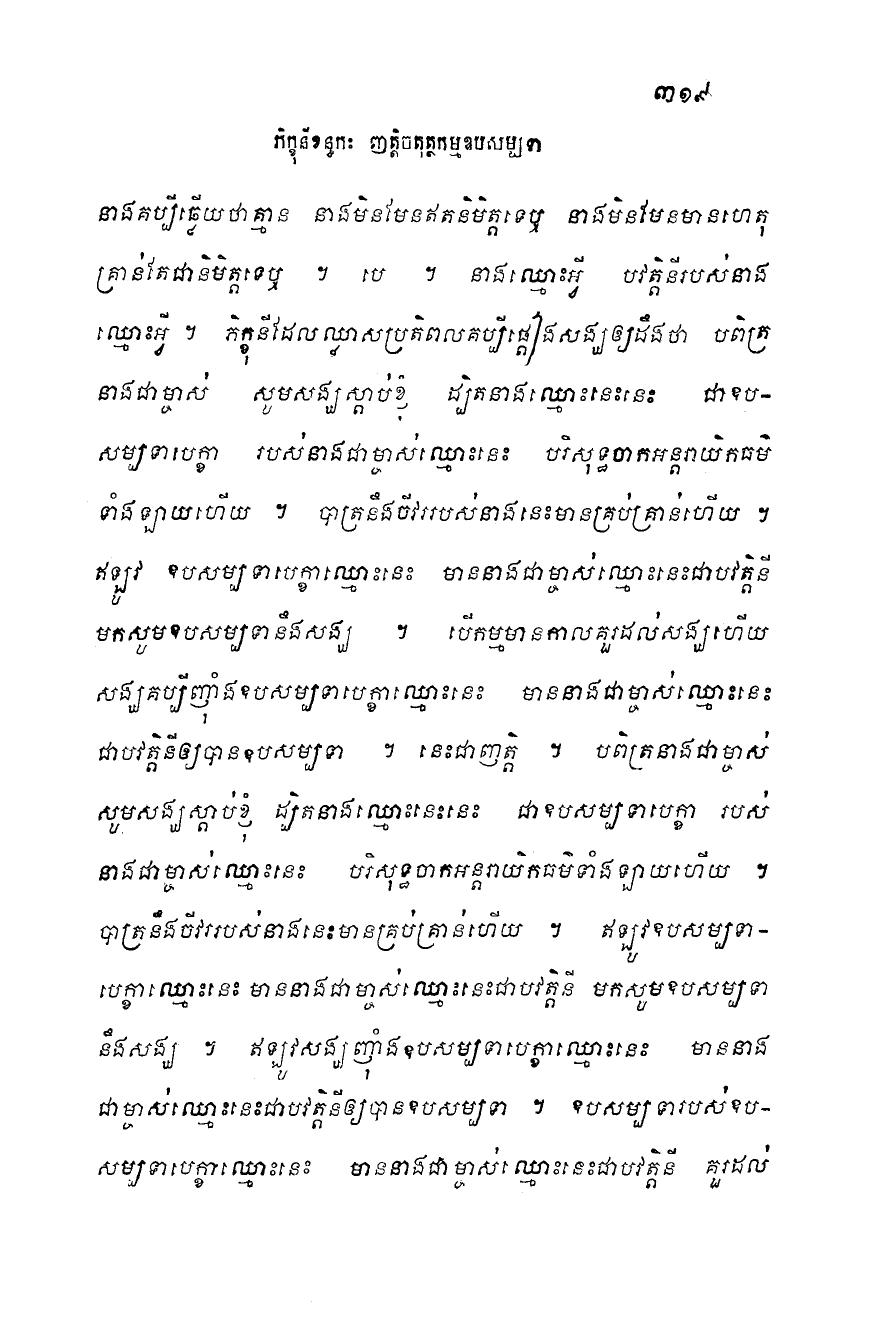 ៣១៩
ភិក្ខុនីខន្ធកៈ ញត្តិចតុត្ថកម្មឧបសម្បទា
នាងគប្បីឆ្លើយថាគ្មាន នាងមិនមែនឥតនិមិត្តទេឬ នាងមិនមែនមានហេតុ
គ្រាន់តែជានិមិត្តទេឬ ។ បេ ។ នាងឈ្មោះអ្វី បវត្តិនីរបស់នាង
ឈ្មោះអ្វី ។ ភិក្ខុនីដែលឈ្លាសប្រតិពលគប្បីផ្តៀងសង្ឃឲ្យដឹងថា បពិត្រ
នាងជាម្ចាស់ សូមសង្ឃស្តាប់ខ្ញុំ ដ្បិតនាងឈ្មោះនេះនេះ ជាឧប-
សម្បទាបេក្ខា របស់នាងជាម្ចាស់ឈ្មោះនេះ បរិសុទ្ធចាកអន្តរាយិកធម៌
ទាំងឡាយហើយ ។ បាត្រនឹងចីវររបស់នាងនេះមានគ្រប់គ្រាន់ហើយ ។
ឥឡូវ ឧបសម្បទាបេក្ខាឈ្មោះនេះ មាននាងជាម្ចាស់ឈ្មោះនេះជាបវត្តិនី
មកសូមឧបសម្បទានឹងសង្ឃ ។ បើកម្មមានកាលគួរដល់សង្ឃហើយ
សង្ឃគប្បីញុំាងឧបសម្បទាបេក្ខាឈ្មោះនេះ មាននាងជាម្ចាស់ឈ្មោះនេះ
ជាបវត្តិនីឲ្យបានឧបសម្បទា ។ នេះជាញត្តិ ។ បពិត្រនាងជាម្ចាស់
សូមសង្ឃស្តាប់ខ្ញុំ ដ្បិតនាងឈ្មោះនេះនេះ ជាឧបសម្បទាបេក្ខា របស់
នាងជាម្ចាស់ឈ្មោះនេះ បរិសុទ្ធចាកអន្តរាយិកធម៌ទាំងឡាយហើយ ។
បាត្រនឹងចីវររបស់នាងនេះមានគ្រប់គ្រាន់ហើយ ។ ឥឡូវឧបសម្បទា-
បេក្ខាឈ្មោះនេះ មាននាងជាម្ចាស់ឈ្មោះនេះជាបវត្តិនី មកសូមឧបសម្បទា
នឹងសង្ឃ ។ ឥឡូវសង្ឃញុំាងឧបសម្បទាបេក្ខាឈ្មោះនេះ មាននាង
ជាម្ចាស់ឈ្មោះនេះជាបវត្តិនីឲ្យបានឧបសម្បទា ។ ឧបសម្បទារបស់ឧប-
សម្បទាបេក្ខាឈ្មោះនេះ មាននាងជាម្ចាស់ឈ្មោះនេះជាបវត្តិនី គួរដល់